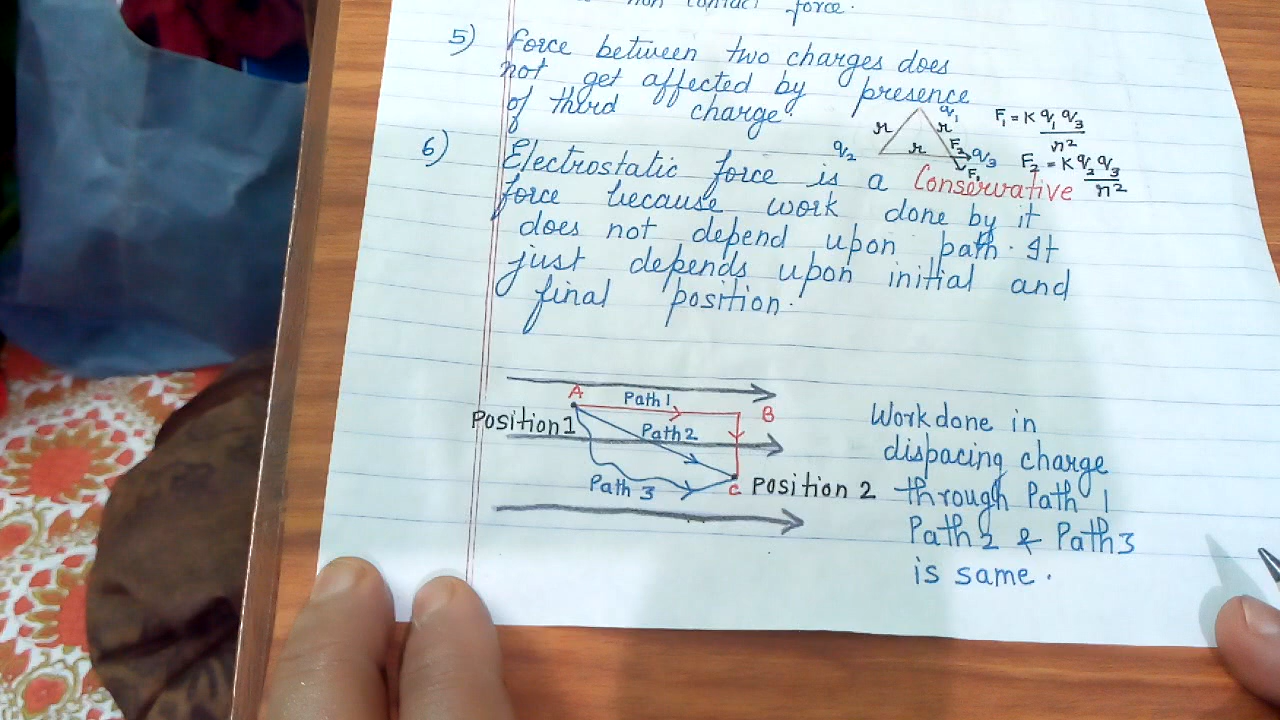 non contact force.
5) force between two charges does
not get affected by presence
of third charge.
q1
r r
q2 r F2 q3
F1
F1 = K q1 q3
r2
F2 = K q2 q3
r2
6) Electrostatic force is a Conservative
force because work done by it
does not depend upon path. It
just depends upon initial and
final position.
A Path 1 B
Position 1
Path 2
Path 3 C Position 2
Work done in
dispacing charge
through Path 1
Path 2 & Path 3
is same.